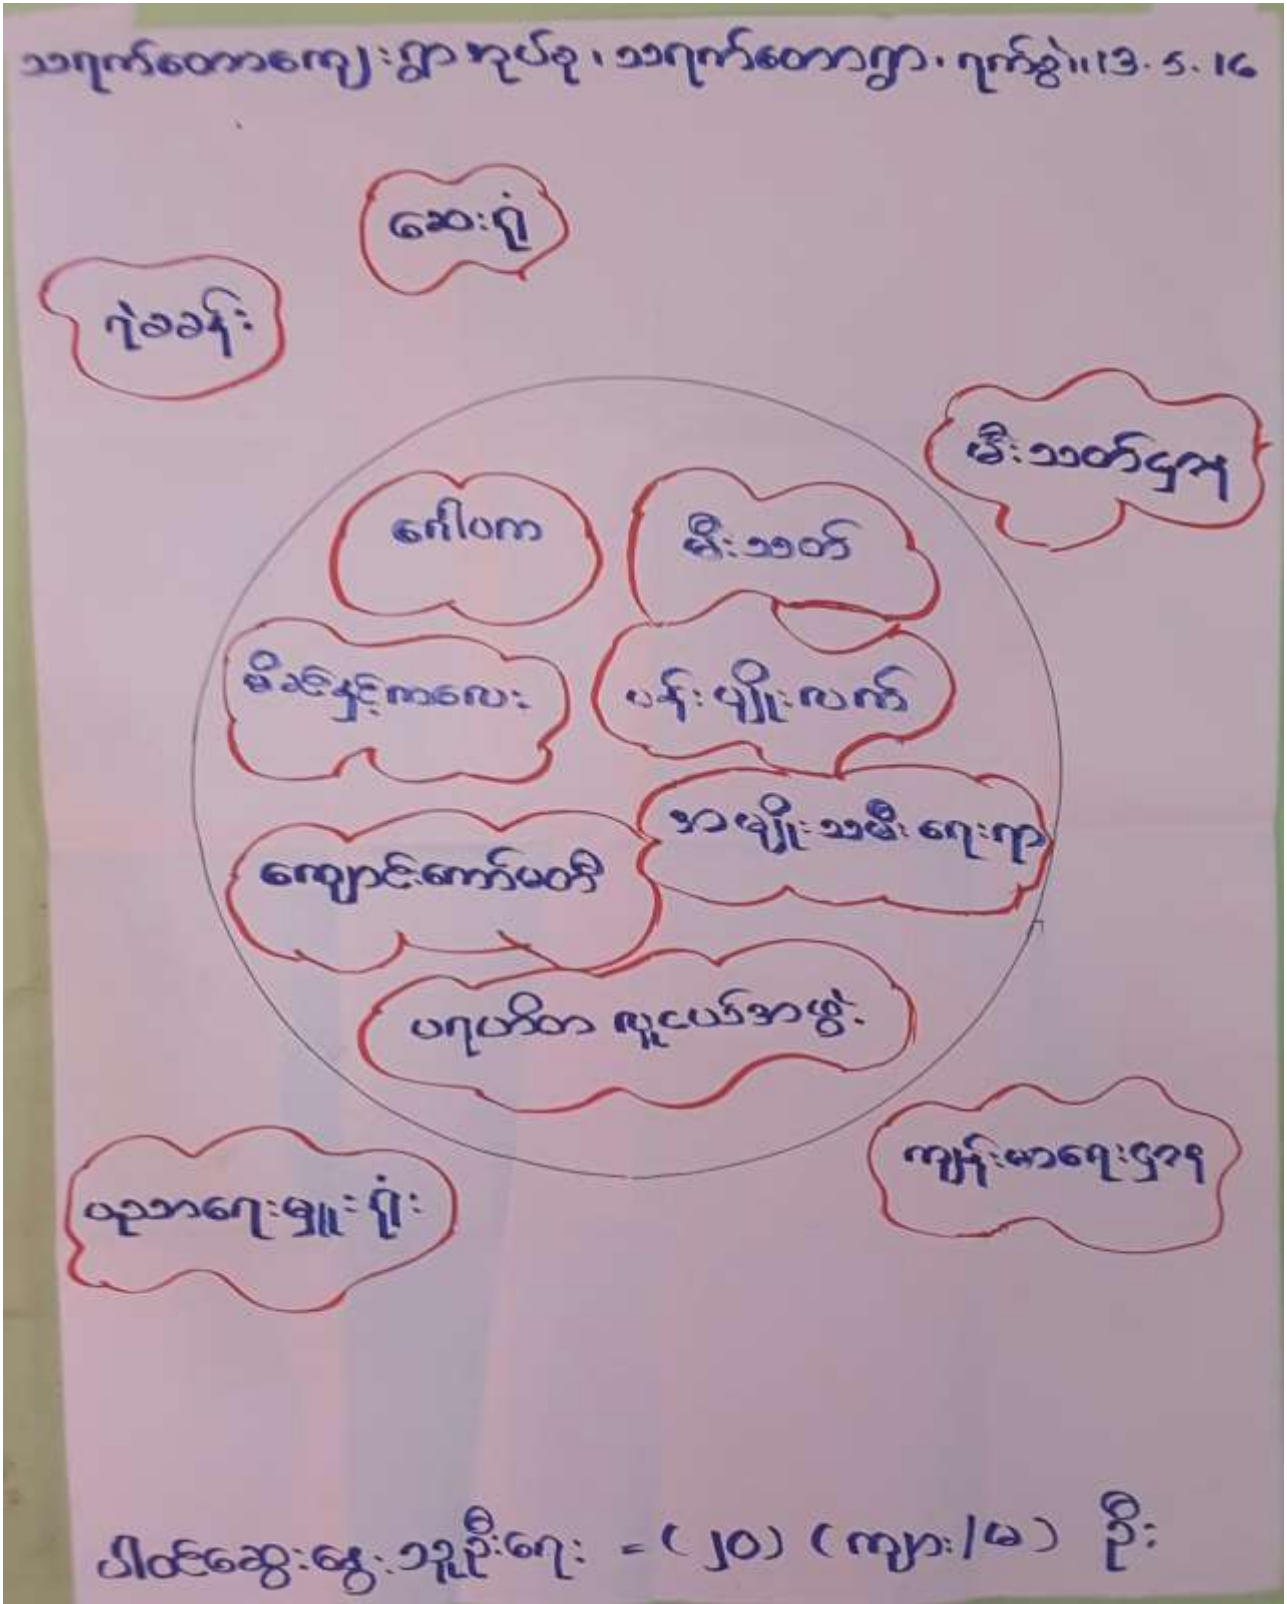 သရက်တောကျေးရွာအုပ်စု၊ သရက်တောရွာ၊ ရက်စွဲ။ 13.5.16
ဆေးရုံ
ရဲစခန်း
မီးသတ်ဌာန
ဂေါပက
မီးသတ်
မိခင်နှင့်ကလေး
ပန်းပျိုးလက်
အမျိုးသမီးရေးရာ
ကျောင်းကော်မတီ
ပရဟိတ လူငယ်အဖွဲ့
ကျန်းမာရေးဌာန
ပညာရေးမှူးရုံး
ပါဝင်ဆွေးနွေးသူဦးရေး = (၂၀) (ကျား/မ) ဦး